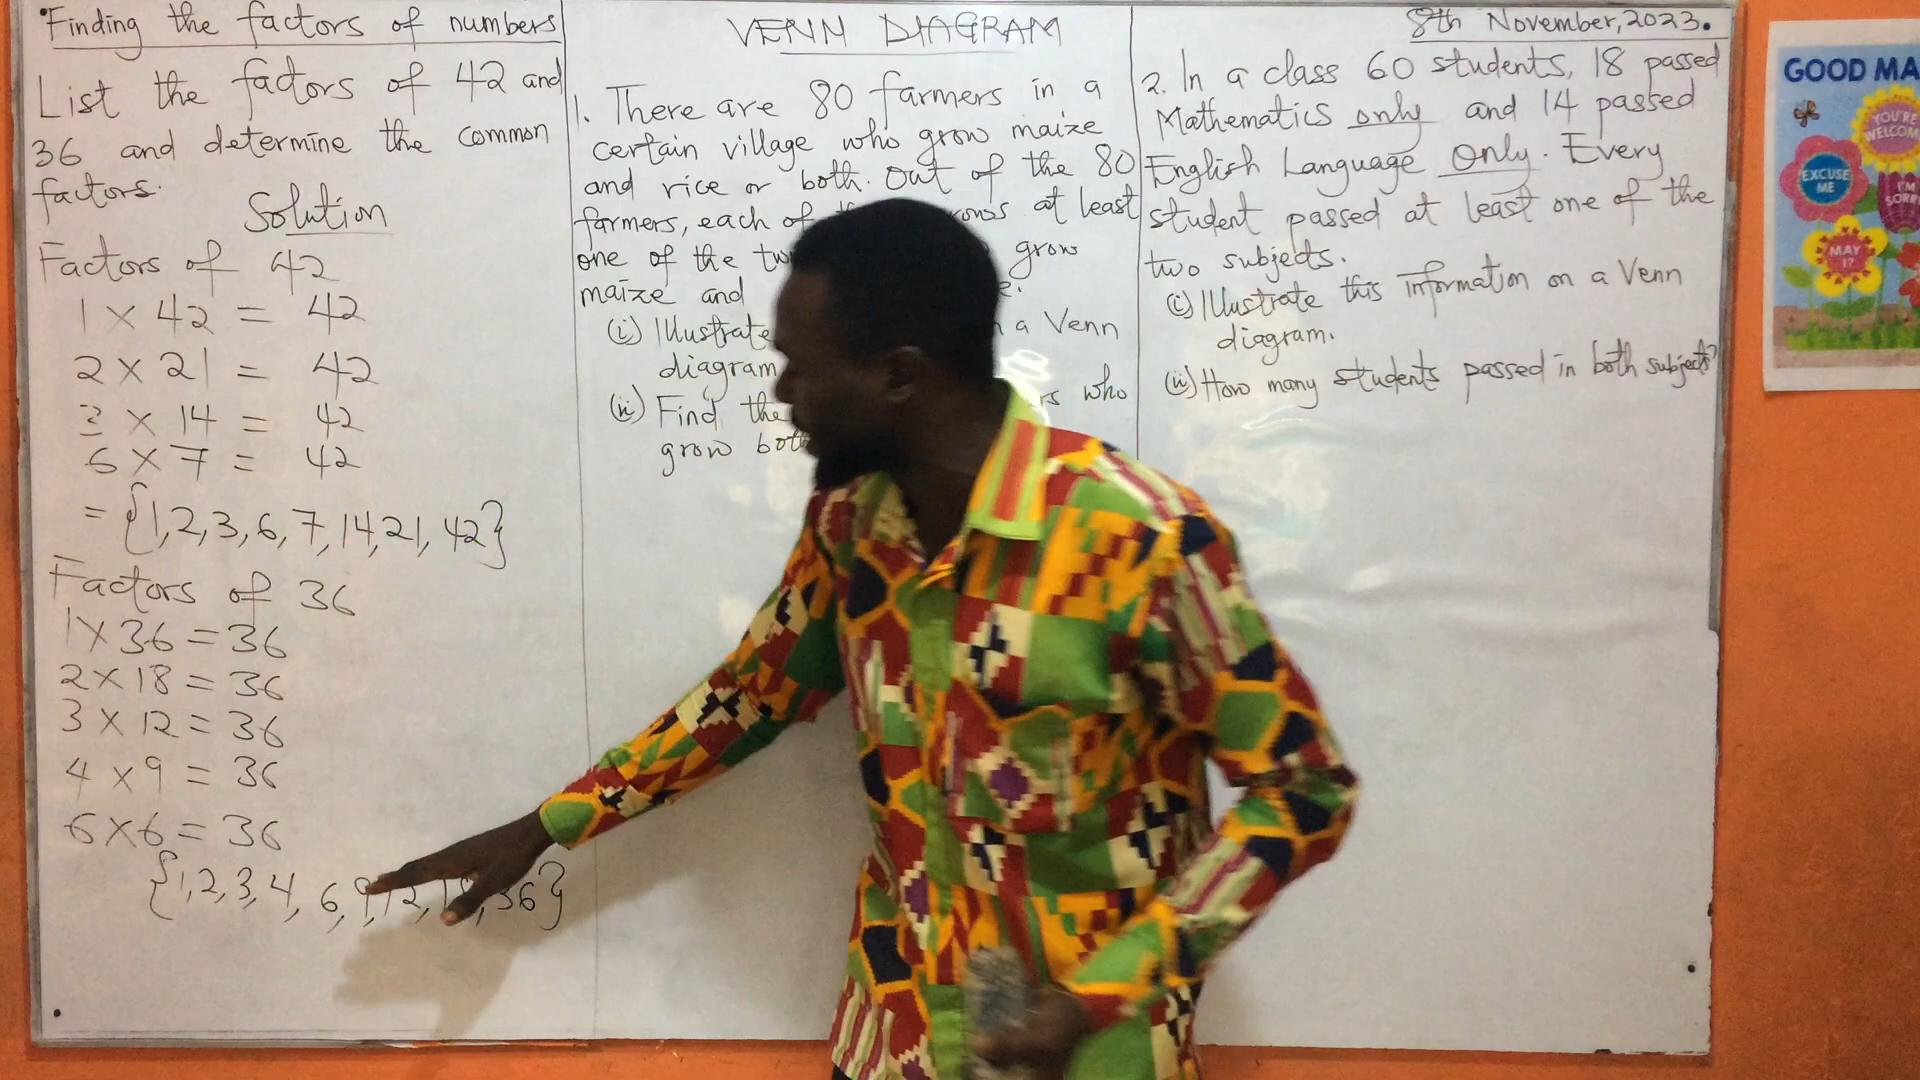 Finding the factors of numbers
List the factors of 42 and
36 and determine the common
factors.
Solution
Factors of 42
1 × 42 = 42
2 × 21 = 42
3 × 14 = 42
6 × 7 = 42
= {1,2,3,6,7,14,21,42}
Factors of 36
1×36 = 36
2×18 = 36
3 × 12 = 36
4 × 9 = 36
6×6 = 36
{1,2,3,4, 6,9,12,18,36}
VENN DIAGRAM
1. There are 80 farmers in a
certain village who grow maize
and rice or both. Out of the 80
farmers, each of at least
one of the grow
maize and
(i) Illustrate a Venn
diagram
(ii) Find the who
grow both
8th November, 2023.
2. In a class 60 students, 18 passed
Mathematics only and 14 passed
English Language Only. Every
student passed at least one of the
two subjects.
(i) Illustrate this information on a Venn
diagram.
(ii) How many students passed in both subjects?
GOOD
YOU'RE
EXCUSE
ME
I'M
MAY
I?